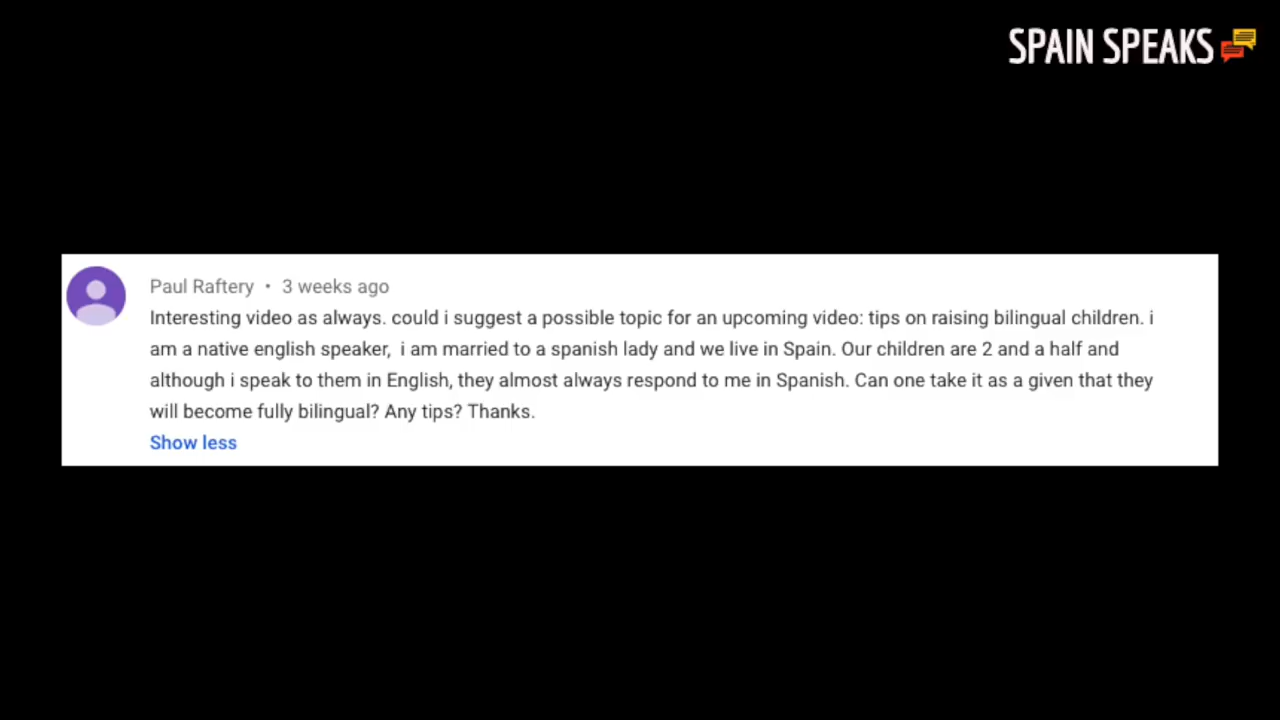 SPAIN SPEAKS
Paul Raftery • 3 weeks ago
Interesting video as always. could i suggest a possible topic for an upcoming video: tips on raising bilingual children. i
am a native english speaker,  i am married to a spanish lady and we live in Spain. Our children are 2 and a half and
although i speak to them in English, they almost always respond to me in Spanish. Can one take it as a given that they
will become fully bilingual? Any tips? Thanks.
Show less